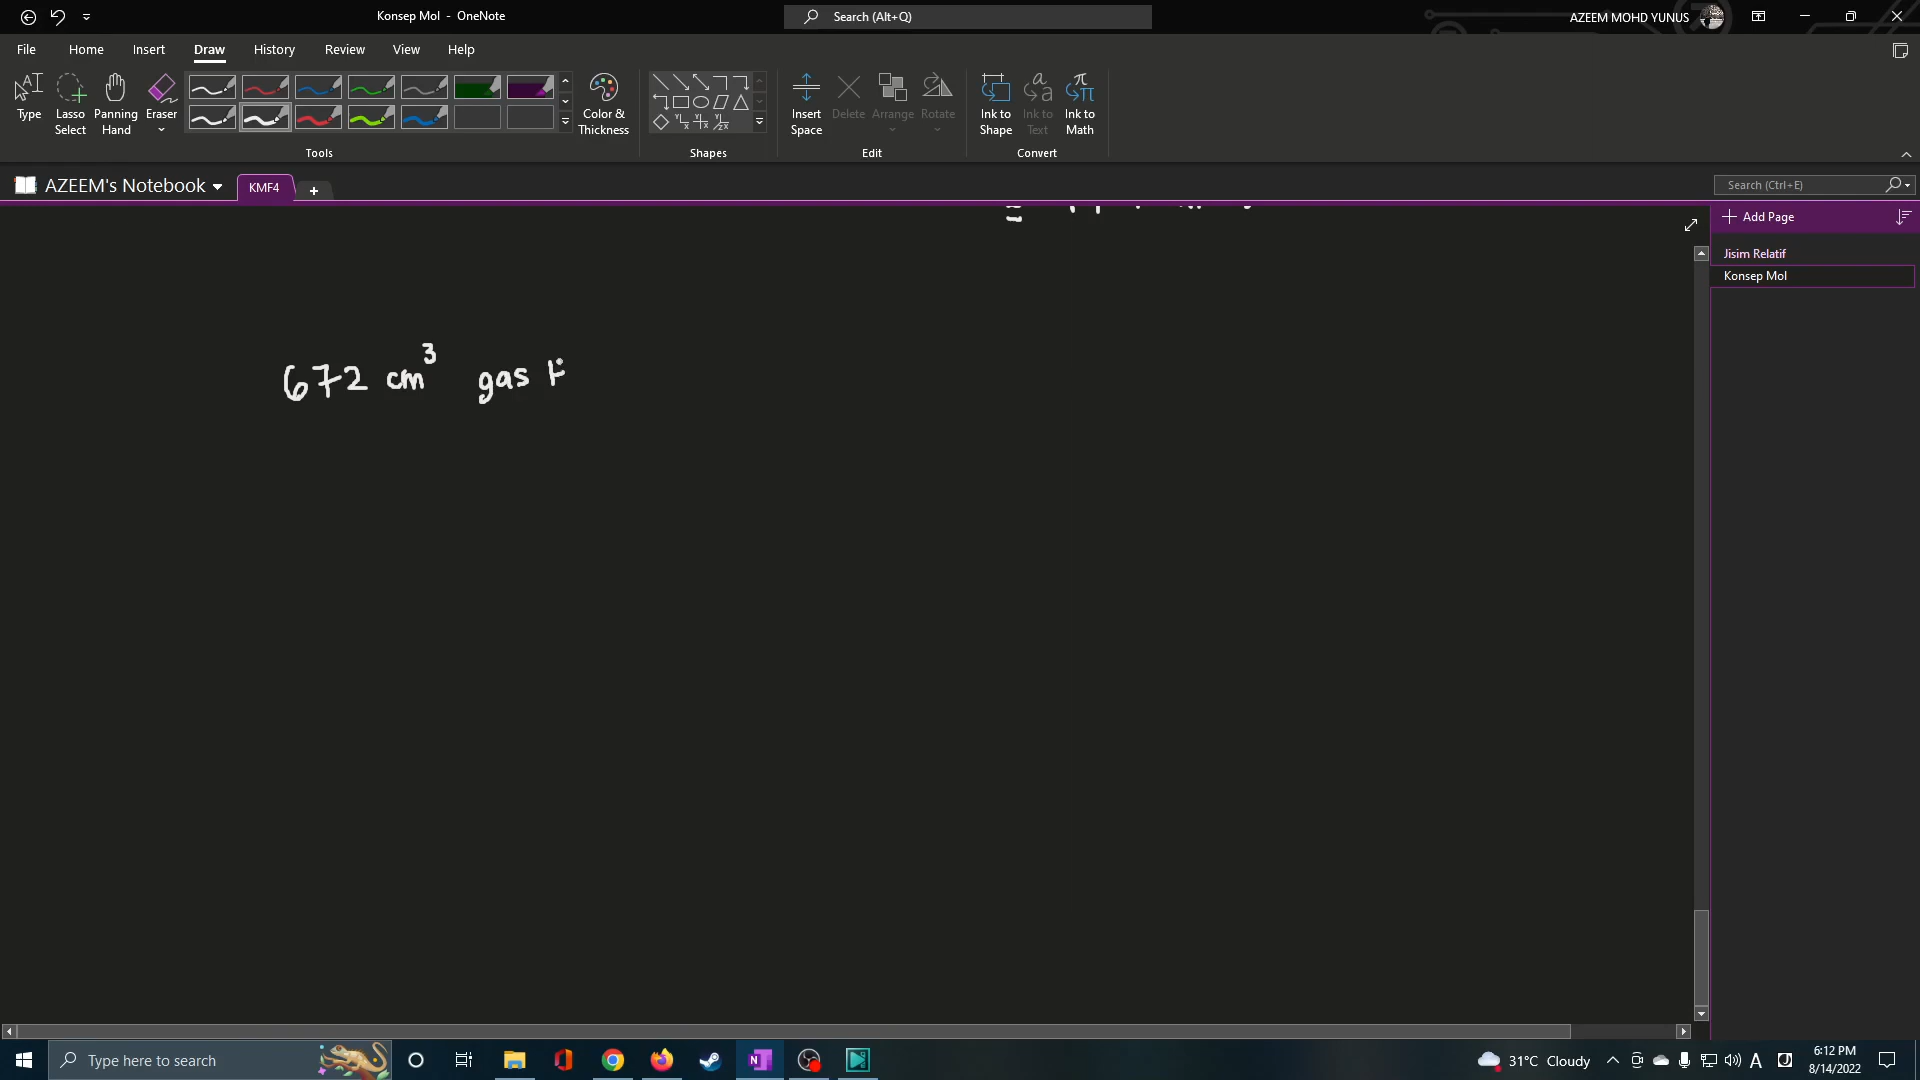 Konsep Mol - OneNote
Search (Alt+Q)
AZEEM MOHD YUNUS
File Home Insert Draw History Review View Help
Type
Lasso Select
Panning Hand
Eraser
Color & Thickness
Insert Space
Delete
Arrange
Rotate
Ink to Shape
Ink to Text
Ink to Math
Tools
Shapes
Edit
Convert
AZEEM's Notebook
KMF4
Search (Ctrl+E)
Add Page
Jisim Relatif
Konsep Mol
672 cm³ gas
Type here to search
31°C Cloudy
6:12 PM
8/14/2022